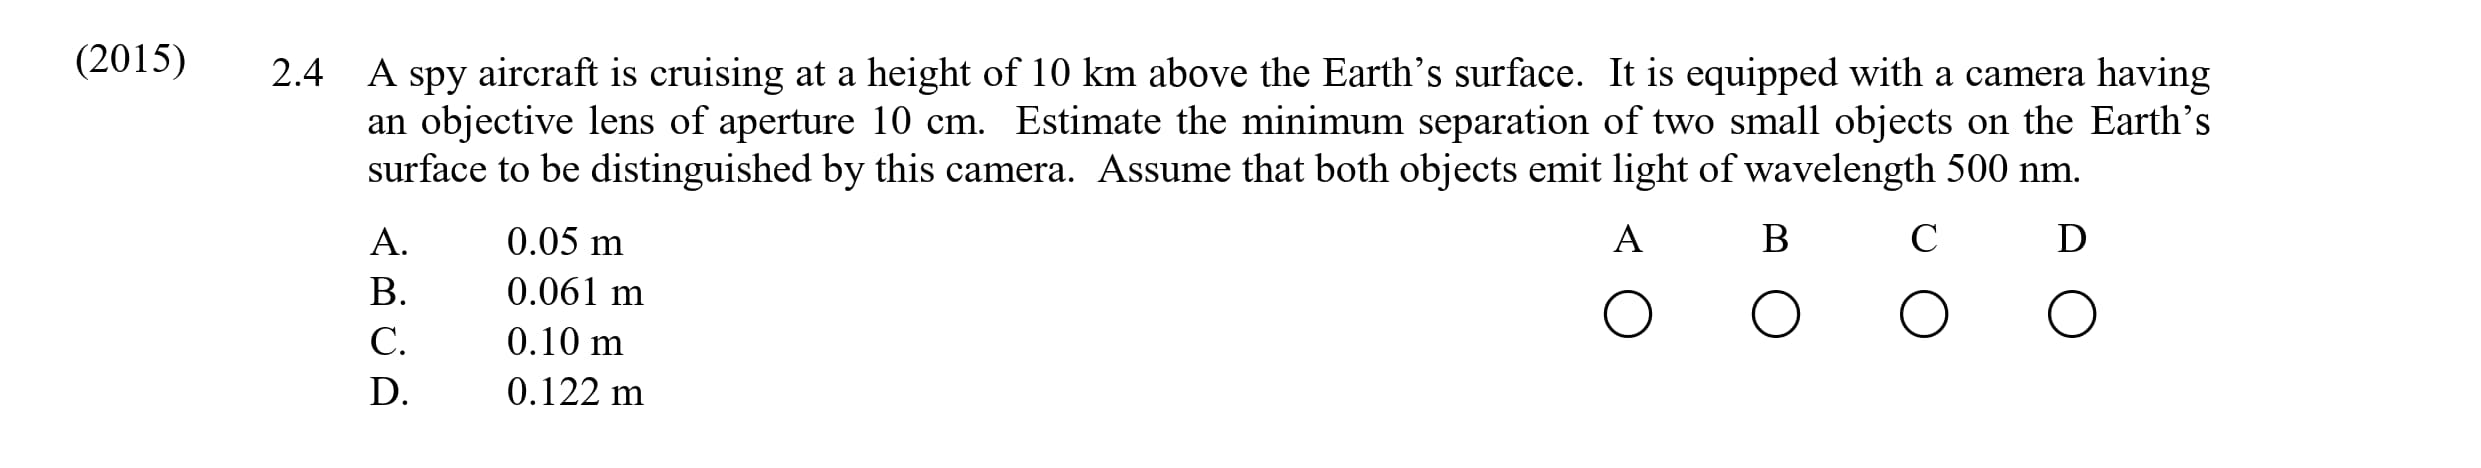 (2015) 2.4 A spy aircraft is cruising at a height of 10 km above the Earth’s surface. It is equipped with a camera having
an objective lens of aperture 10 cm. Estimate the minimum separation of two small objects on the Earth’s
surface to be distinguished by this camera. Assume that both objects emit light of wavelength 500 nm.
A. 0.05 m A B C D
B. 0.061 m
C. 0.10 m
D. 0.122 m